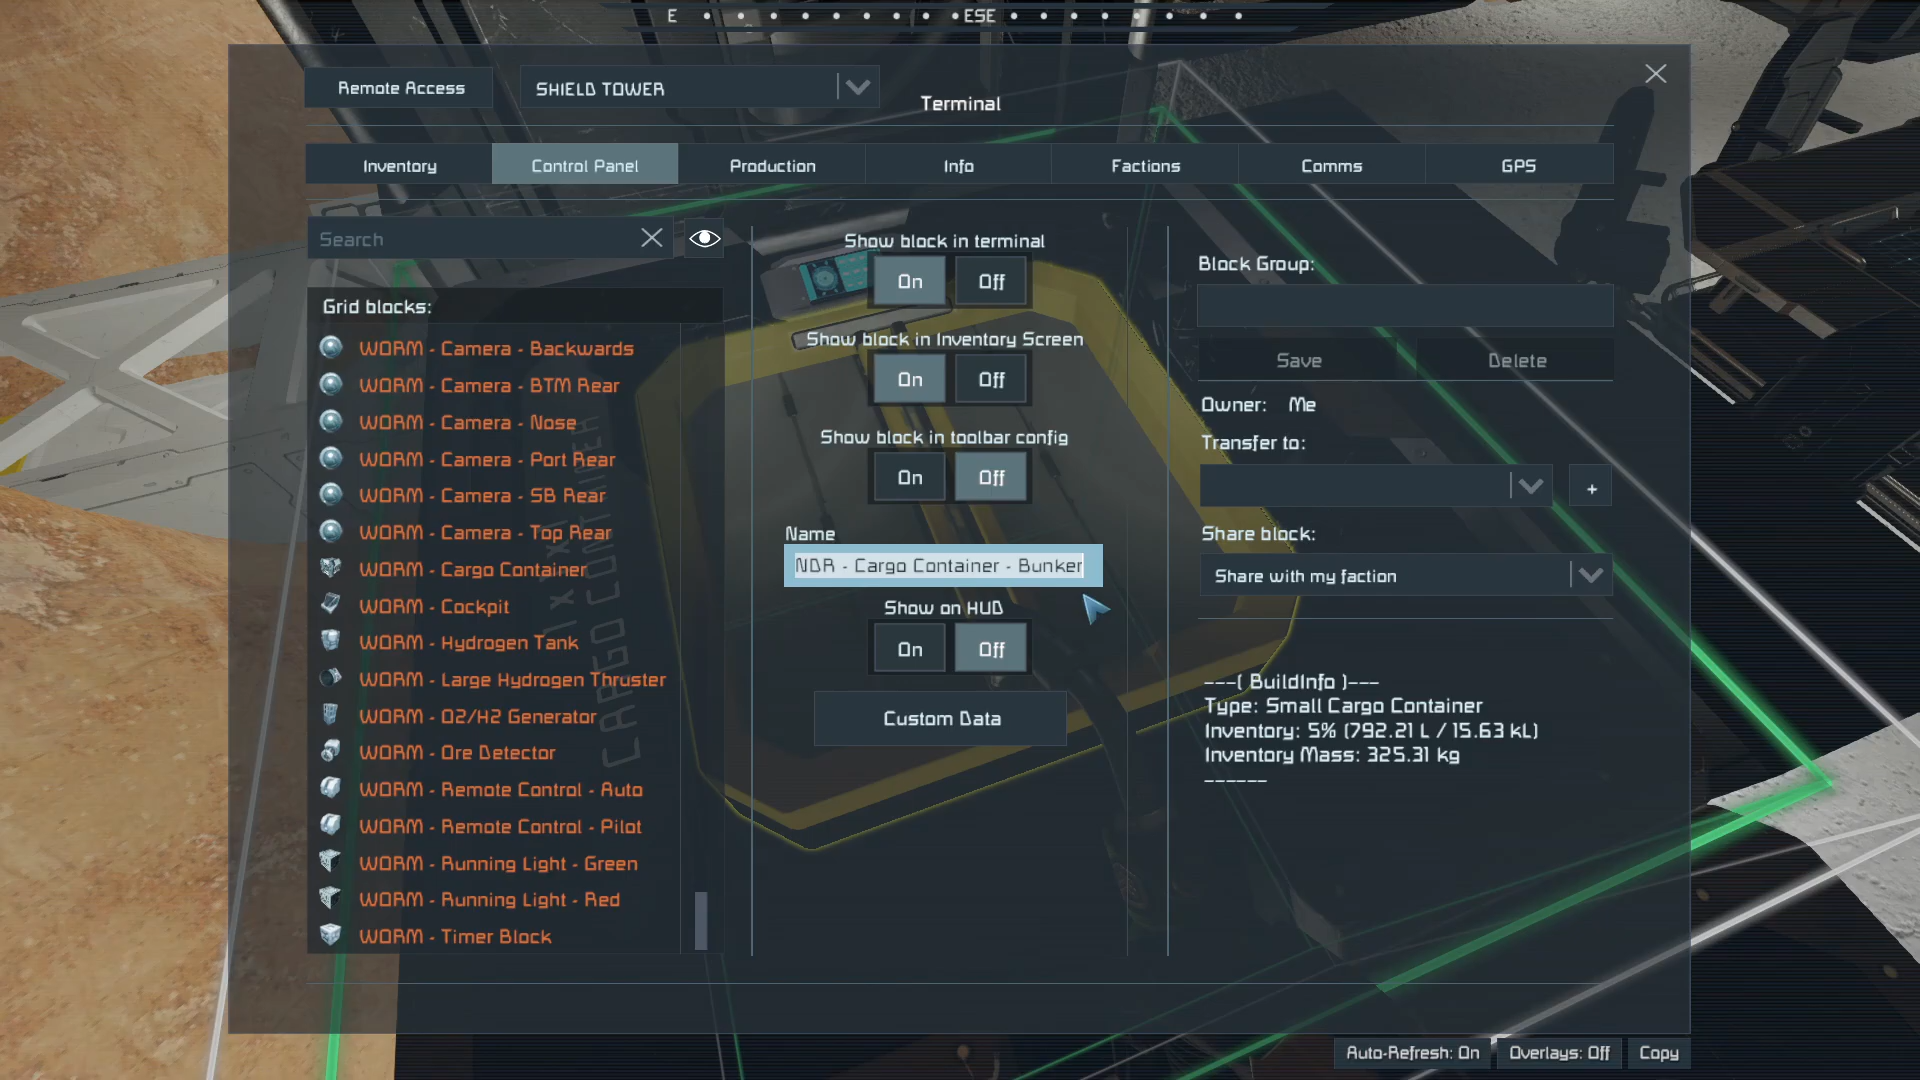 E
ESE
Remote Access
SHIELD TOWER
Terminal
Inventory
Control Panel
Production
Info
Factions
Comms
GPS
Search
Grid blocks:
WORM - Camera - Backwards
WORM - Camera - BTM Rear
WORM - Camera - Nose
WORM - Camera - Port Rear
WORM - Camera - SB Rear
WORM - Camera - Top Rear
WORM - Cargo Container
WORM - Cockpit
WORM - Hydrogen Tank
WORM - Large Hydrogen Thruster
WORM - O2/H2 Generator
WORM - Ore Detector
WORM - Remote Control - Auto
WORM - Remote Control - Pilot
WORM - Running Light - Green
WORM - Running Light - Red
WORM - Timer Block
Show block in terminal
On Off
Show block in Inventory Screen
On Off
Show block in toolbar config
On Off
Name
NDR - Cargo Container - Bunker
Show on HUD
On Off
Custom Data
Block Group:
Save
Delete
Owner: Me
Transfer to:
+
Share block:
Share with my faction
---( BuildInfo )---
Type: Small Cargo Container
Inventory: 5% (792.21 L / 15.63 kL)
Inventory Mass: 325.31 kg
------
CARGO CONTAINER
Auto-Refresh: On
Overlays: Off
Copy